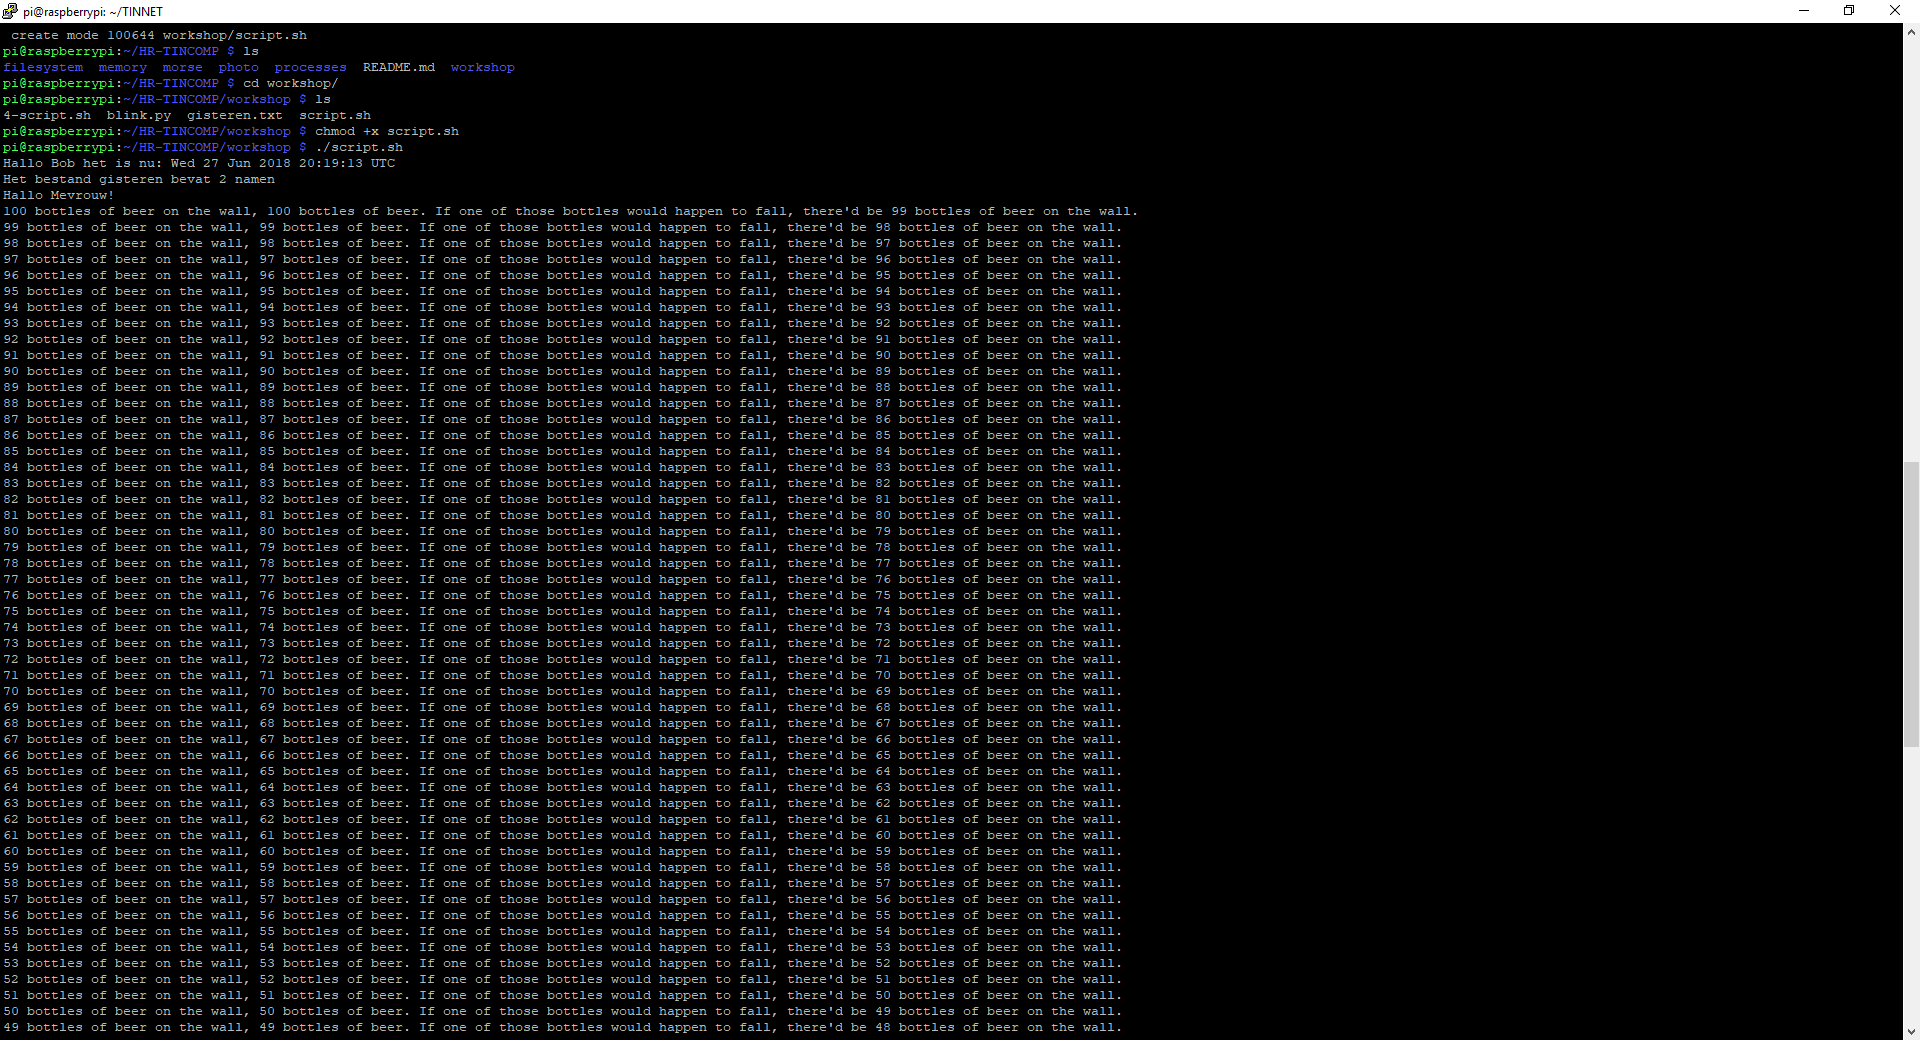 pi@raspberrypi: ~/TINNET
create mode 100644 workshop/script.sh
pi@raspberrypi:~/HR-TINCOMP $ ls
filesystem  memory  morse  photo  processes  README.md  workshop
pi@raspberrypi:~/HR-TINCOMP $ cd workshop/
pi@raspberrypi:~/HR-TINCOMP/workshop $ ls
4-script.sh  blink.py  gisteren.txt  script.sh
pi@raspberrypi:~/HR-TINCOMP/workshop $ chmod +x script.sh
pi@raspberrypi:~/HR-TINCOMP/workshop $ ./script.sh
Hallo Bob het is nu: Wed 27 Jun 2018 20:19:13 UTC
Het bestand gisteren bevat 2 namen
Hallo Mevrouw!
100 bottles of beer on the wall, 100 bottles of beer. If one of those bottles would happen to fall, there'd be 99 bottles of beer on the wall.
99 bottles of beer on the wall, 99 bottles of beer. If one of those bottles would happen to fall, there'd be 98 bottles of beer on the wall.
98 bottles of beer on the wall, 98 bottles of beer. If one of those bottles would happen to fall, there'd be 97 bottles of beer on the wall.
97 bottles of beer on the wall, 97 bottles of beer. If one of those bottles would happen to fall, there'd be 96 bottles of beer on the wall.
96 bottles of beer on the wall, 96 bottles of beer. If one of those bottles would happen to fall, there'd be 95 bottles of beer on the wall.
95 bottles of beer on the wall, 95 bottles of beer. If one of those bottles would happen to fall, there'd be 94 bottles of beer on the wall.
94 bottles of beer on the wall, 94 bottles of beer. If one of those bottles would happen to fall, there'd be 93 bottles of beer on the wall.
93 bottles of beer on the wall, 93 bottles of beer. If one of those bottles would happen to fall, there'd be 92 bottles of beer on the wall.
92 bottles of beer on the wall, 92 bottles of beer. If one of those bottles would happen to fall, there'd be 91 bottles of beer on the wall.
91 bottles of beer on the wall, 91 bottles of beer. If one of those bottles would happen to fall, there'd be 90 bottles of beer on the wall.
90 bottles of beer on the wall, 90 bottles of beer. If one of those bottles would happen to fall, there'd be 89 bottles of beer on the wall.
89 bottles of beer on the wall, 89 bottles of beer. If one of those bottles would happen to fall, there'd be 88 bottles of beer on the wall.
88 bottles of beer on the wall, 88 bottles of beer. If one of those bottles would happen to fall, there'd be 87 bottles of beer on the wall.
87 bottles of beer on the wall, 87 bottles of beer. If one of those bottles would happen to fall, there'd be 86 bottles of beer on the wall.
86 bottles of beer on the wall, 86 bottles of beer. If one of those bottles would happen to fall, there'd be 85 bottles of beer on the wall.
85 bottles of beer on the wall, 85 bottles of beer. If one of those bottles would happen to fall, there'd be 84 bottles of beer on the wall.
84 bottles of beer on the wall, 84 bottles of beer. If one of those bottles would happen to fall, there'd be 83 bottles of beer on the wall.
83 bottles of beer on the wall, 83 bottles of beer. If one of those bottles would happen to fall, there'd be 82 bottles of beer on the wall.
82 bottles of beer on the wall, 82 bottles of beer. If one of those bottles would happen to fall, there'd be 81 bottles of beer on the wall.
81 bottles of beer on the wall, 81 bottles of beer. If one of those bottles would happen to fall, there'd be 80 bottles of beer on the wall.
80 bottles of beer on the wall, 80 bottles of beer. If one of those bottles would happen to fall, there'd be 79 bottles of beer on the wall.
79 bottles of beer on the wall, 79 bottles of beer. If one of those bottles would happen to fall, there'd be 78 bottles of beer on the wall.
78 bottles of beer on the wall, 78 bottles of beer. If one of those bottles would happen to fall, there'd be 77 bottles of beer on the wall.
77 bottles of beer on the wall, 77 bottles of beer. If one of those bottles would happen to fall, there'd be 76 bottles of beer on the wall.
76 bottles of beer on the wall, 76 bottles of beer. If one of those bottles would happen to fall, there'd be 75 bottles of beer on the wall.
75 bottles of beer on the wall, 75 bottles of beer. If one of those bottles would happen to fall, there'd be 74 bottles of beer on the wall.
74 bottles of beer on the wall, 74 bottles of beer. If one of those bottles would happen to fall, there'd be 73 bottles of beer on the wall.
73 bottles of beer on the wall, 73 bottles of beer. If one of those bottles would happen to fall, there'd be 72 bottles of beer on the wall.
72 bottles of beer on the wall, 72 bottles of beer. If one of those bottles would happen to fall, there'd be 71 bottles of beer on the wall.
71 bottles of beer on the wall, 71 bottles of beer. If one of those bottles would happen to fall, there'd be 70 bottles of beer on the wall.
70 bottles of beer on the wall, 70 bottles of beer. If one of those bottles would happen to fall, there'd be 69 bottles of beer on the wall.
69 bottles of beer on the wall, 69 bottles of beer. If one of those bottles would happen to fall, there'd be 68 bottles of beer on the wall.
68 bottles of beer on the wall, 68 bottles of beer. If one of those bottles would happen to fall, there'd be 67 bottles of beer on the wall.
67 bottles of beer on the wall, 67 bottles of beer. If one of those bottles would happen to fall, there'd be 66 bottles of beer on the wall.
66 bottles of beer on the wall, 66 bottles of beer. If one of those bottles would happen to fall, there'd be 65 bottles of beer on the wall.
65 bottles of beer on the wall, 65 bottles of beer. If one of those bottles would happen to fall, there'd be 64 bottles of beer on the wall.
64 bottles of beer on the wall, 64 bottles of beer. If one of those bottles would happen to fall, there'd be 63 bottles of beer on the wall.
63 bottles of beer on the wall, 63 bottles of beer. If one of those bottles would happen to fall, there'd be 62 bottles of beer on the wall.
62 bottles of beer on the wall, 62 bottles of beer. If one of those bottles would happen to fall, there'd be 61 bottles of beer on the wall.
61 bottles of beer on the wall, 61 bottles of beer. If one of those bottles would happen to fall, there'd be 60 bottles of beer on the wall.
60 bottles of beer on the wall, 60 bottles of beer. If one of those bottles would happen to fall, there'd be 59 bottles of beer on the wall.
59 bottles of beer on the wall, 59 bottles of beer. If one of those bottles would happen to fall, there'd be 58 bottles of beer on the wall.
58 bottles of beer on the wall, 58 bottles of beer. If one of those bottles would happen to fall, there'd be 57 bottles of beer on the wall.
57 bottles of beer on the wall, 57 bottles of beer. If one of those bottles would happen to fall, there'd be 56 bottles of beer on the wall.
56 bottles of beer on the wall, 56 bottles of beer. If one of those bottles would happen to fall, there'd be 55 bottles of beer on the wall.
55 bottles of beer on the wall, 55 bottles of beer. If one of those bottles would happen to fall, there'd be 54 bottles of beer on the wall.
54 bottles of beer on the wall, 54 bottles of beer. If one of those bottles would happen to fall, there'd be 53 bottles of beer on the wall.
53 bottles of beer on the wall, 53 bottles of beer. If one of those bottles would happen to fall, there'd be 52 bottles of beer on the wall.
52 bottles of beer on the wall, 52 bottles of beer. If one of those bottles would happen to fall, there'd be 51 bottles of beer on the wall.
51 bottles of beer on the wall, 51 bottles of beer. If one of those bottles would happen to fall, there'd be 50 bottles of beer on the wall.
50 bottles of beer on the wall, 50 bottles of beer. If one of those bottles would happen to fall, there'd be 49 bottles of beer on the wall.
49 bottles of beer on the wall, 49 bottles of beer. If one of those bottles would happen to fall, there'd be 48 bottles of beer on the wall.